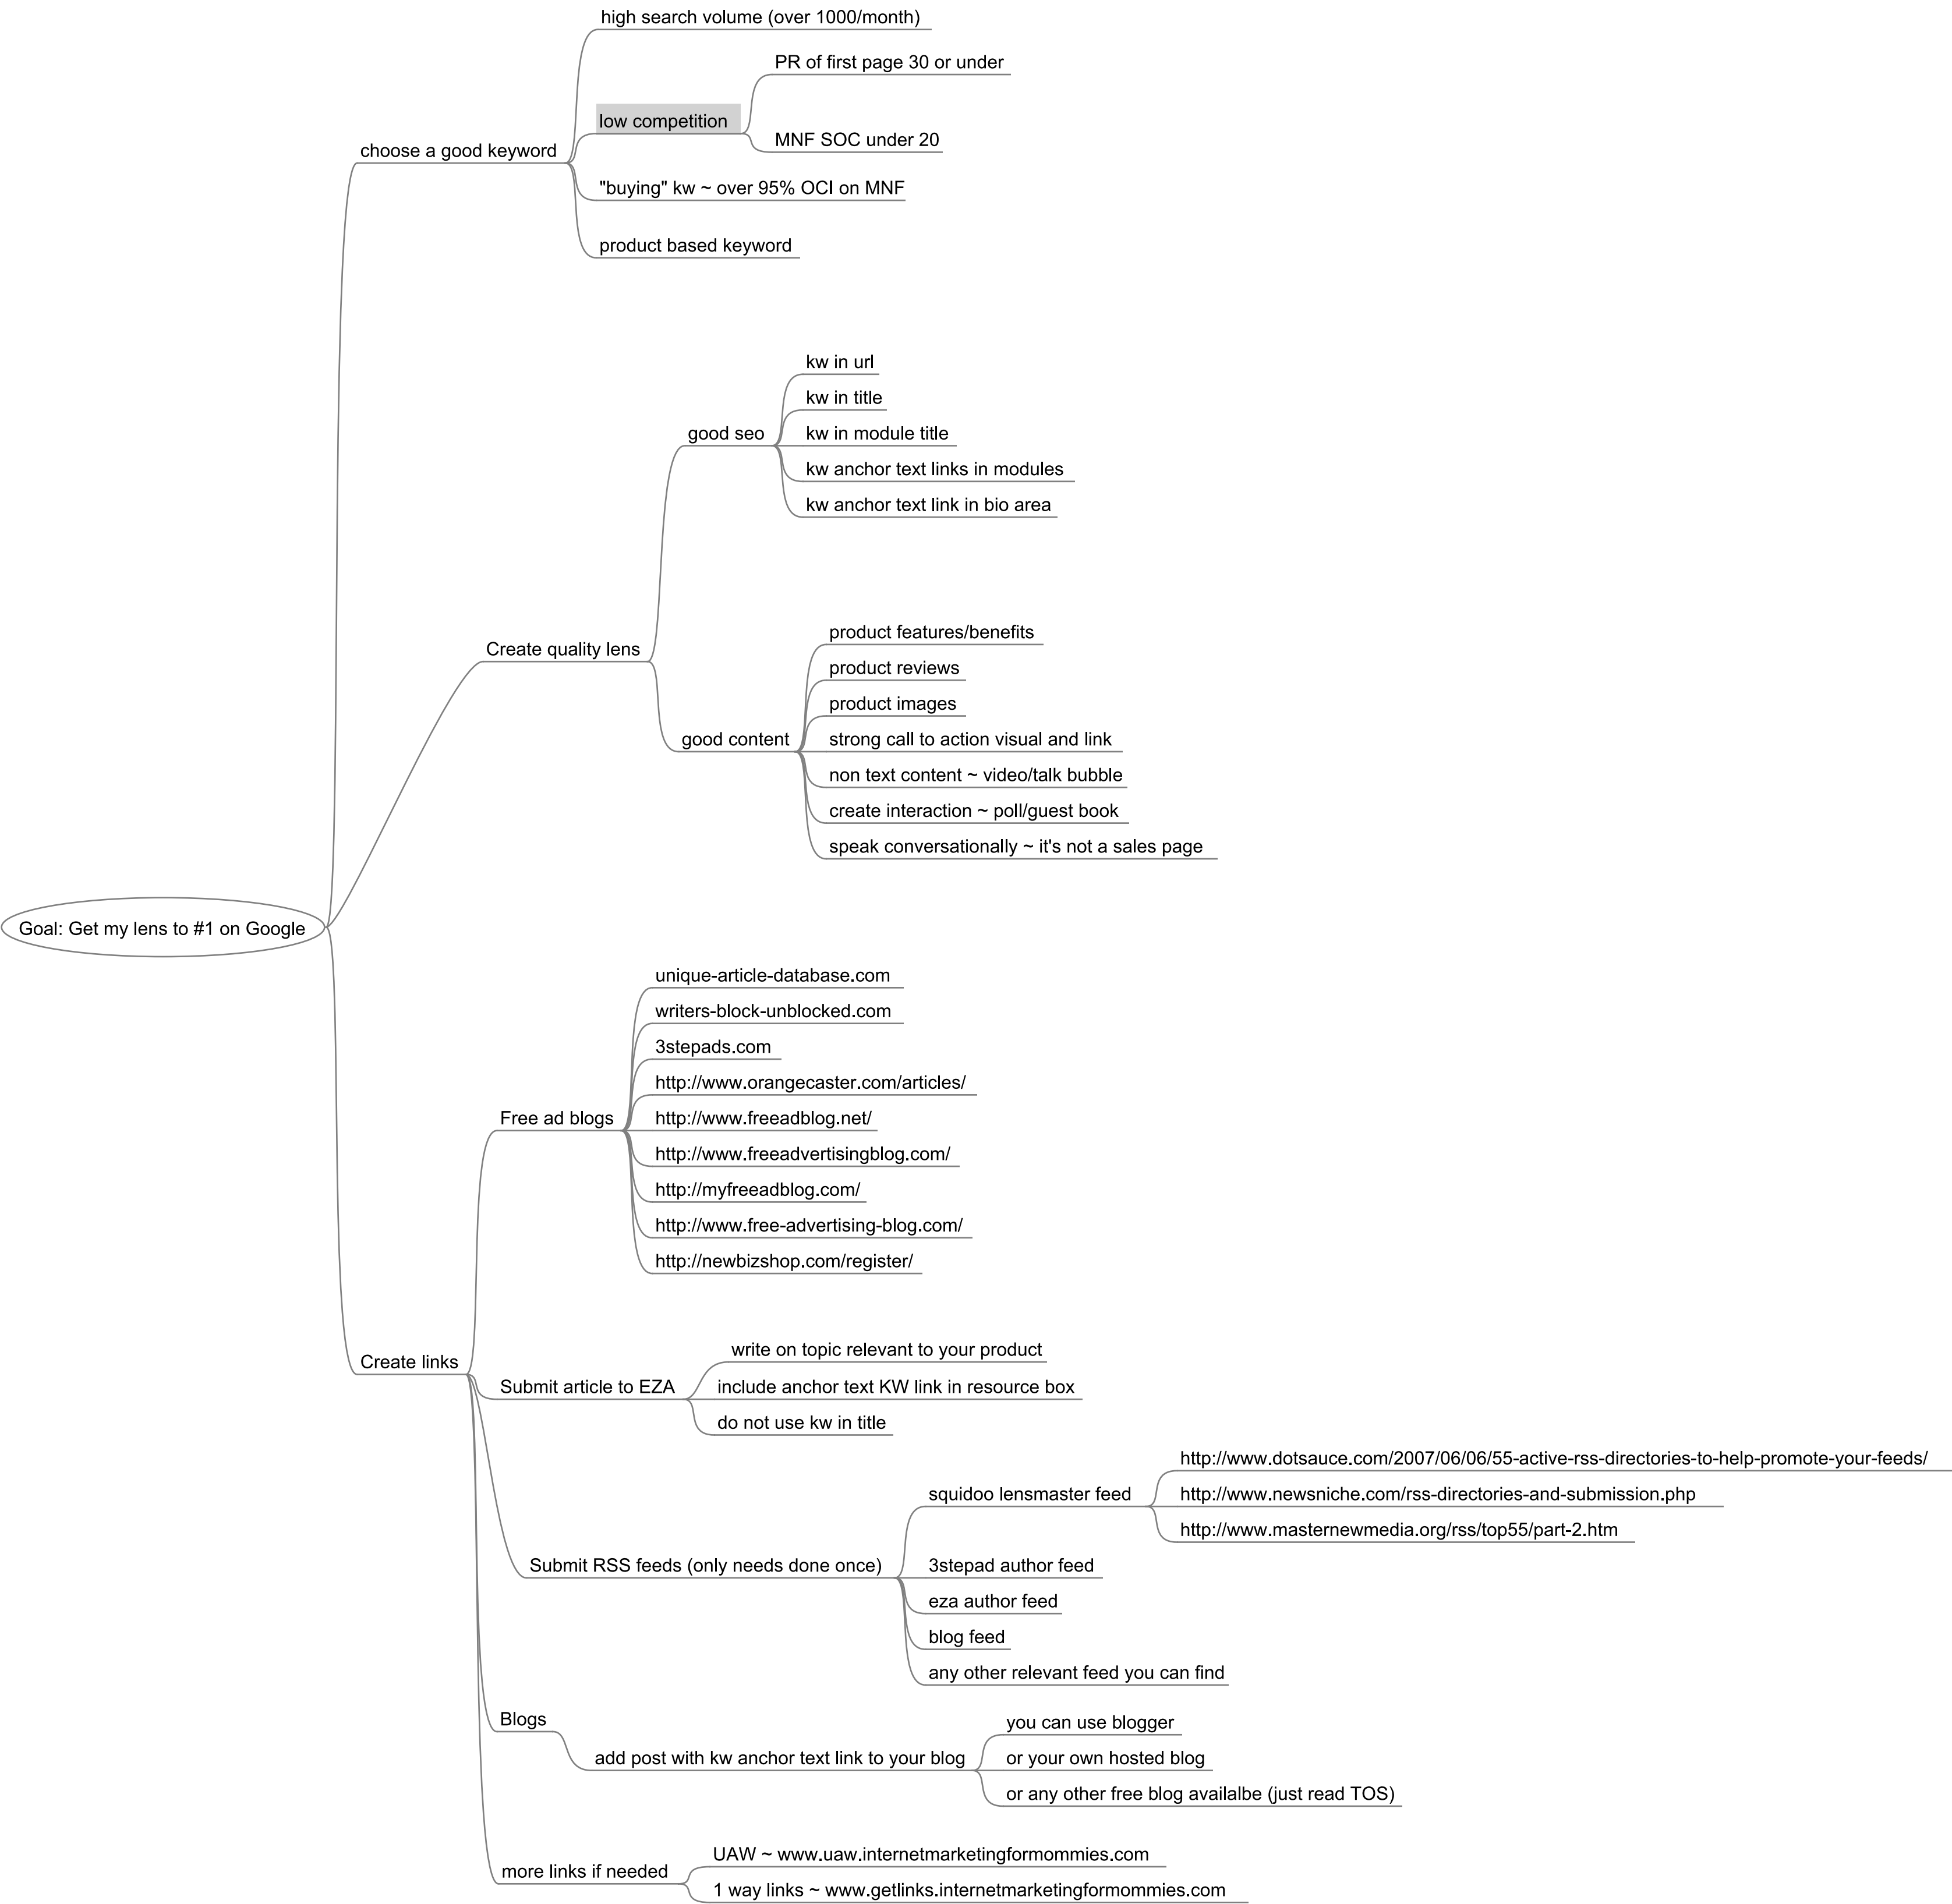 Goal: Get my lens to #1 on Google
choose a good keyword
high search volume (over 1000/month)
low competition
PR of first page 30 or under
MNF SOC under 20
"buying" kw ~ over 95% OCI on MNF
product based keyword
Create quality lens
good seo
kw in url
kw in title
kw in module title
kw anchor text links in modules
kw anchor text link in bio area
good content
product features/benefits
product reviews
product images
strong call to action visual and link
non text content ~ video/talk bubble
create interaction ~ poll/guest book
speak conversationally ~ it's not a sales page
Create links
Free ad blogs
unique-article-database.com
writers-block-unblocked.com
3stepads.com
http://www.orangecaster.com/articles/
http://www.freeadblog.net/
http://www.freeadvertisingblog.com/
http://myfreeadblog.com/
http://www.free-advertising-blog.com/
http://newbizshop.com/register/
Submit article to EZA
write on topic relevant to your product
include anchor text KW link in resource box
do not use kw in title
Submit RSS feeds (only needs done once)
squidoo lensmaster feed
http://www.dotsauce.com/2007/06/06/55-active-rss-directories-to-help-promote-your-feeds/
http://www.newsniche.com/rss-directories-and-submission.php
http://www.masternewmedia.org/rss/top55/part-2.htm
3stepad author feed
eza author feed
blog feed
any other relevant feed you can find
Blogs
add post with kw anchor text link to your blog
you can use blogger
or your own hosted blog
or any other free blog availalbe (just read TOS)
more links if needed
UAW ~ www.uaw.internetmarketingformommies.com
1 way links ~ www.getlinks.internetmarketingformommies.com